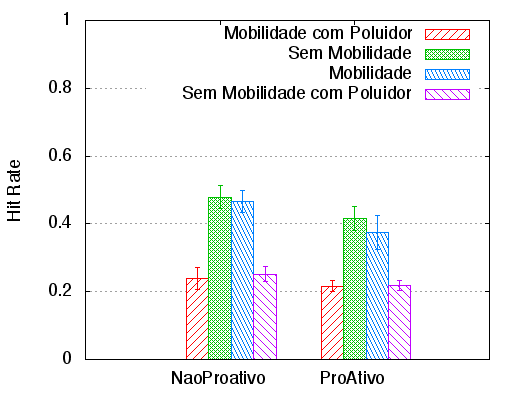 1
0.8
0.6
0.4
0.2
0
Hit Rate
Mobilidade com Poluidor
Sem Mobilidade
Mobilidade
Sem Mobilidade com Poluidor
NaoProativo
ProAtivo